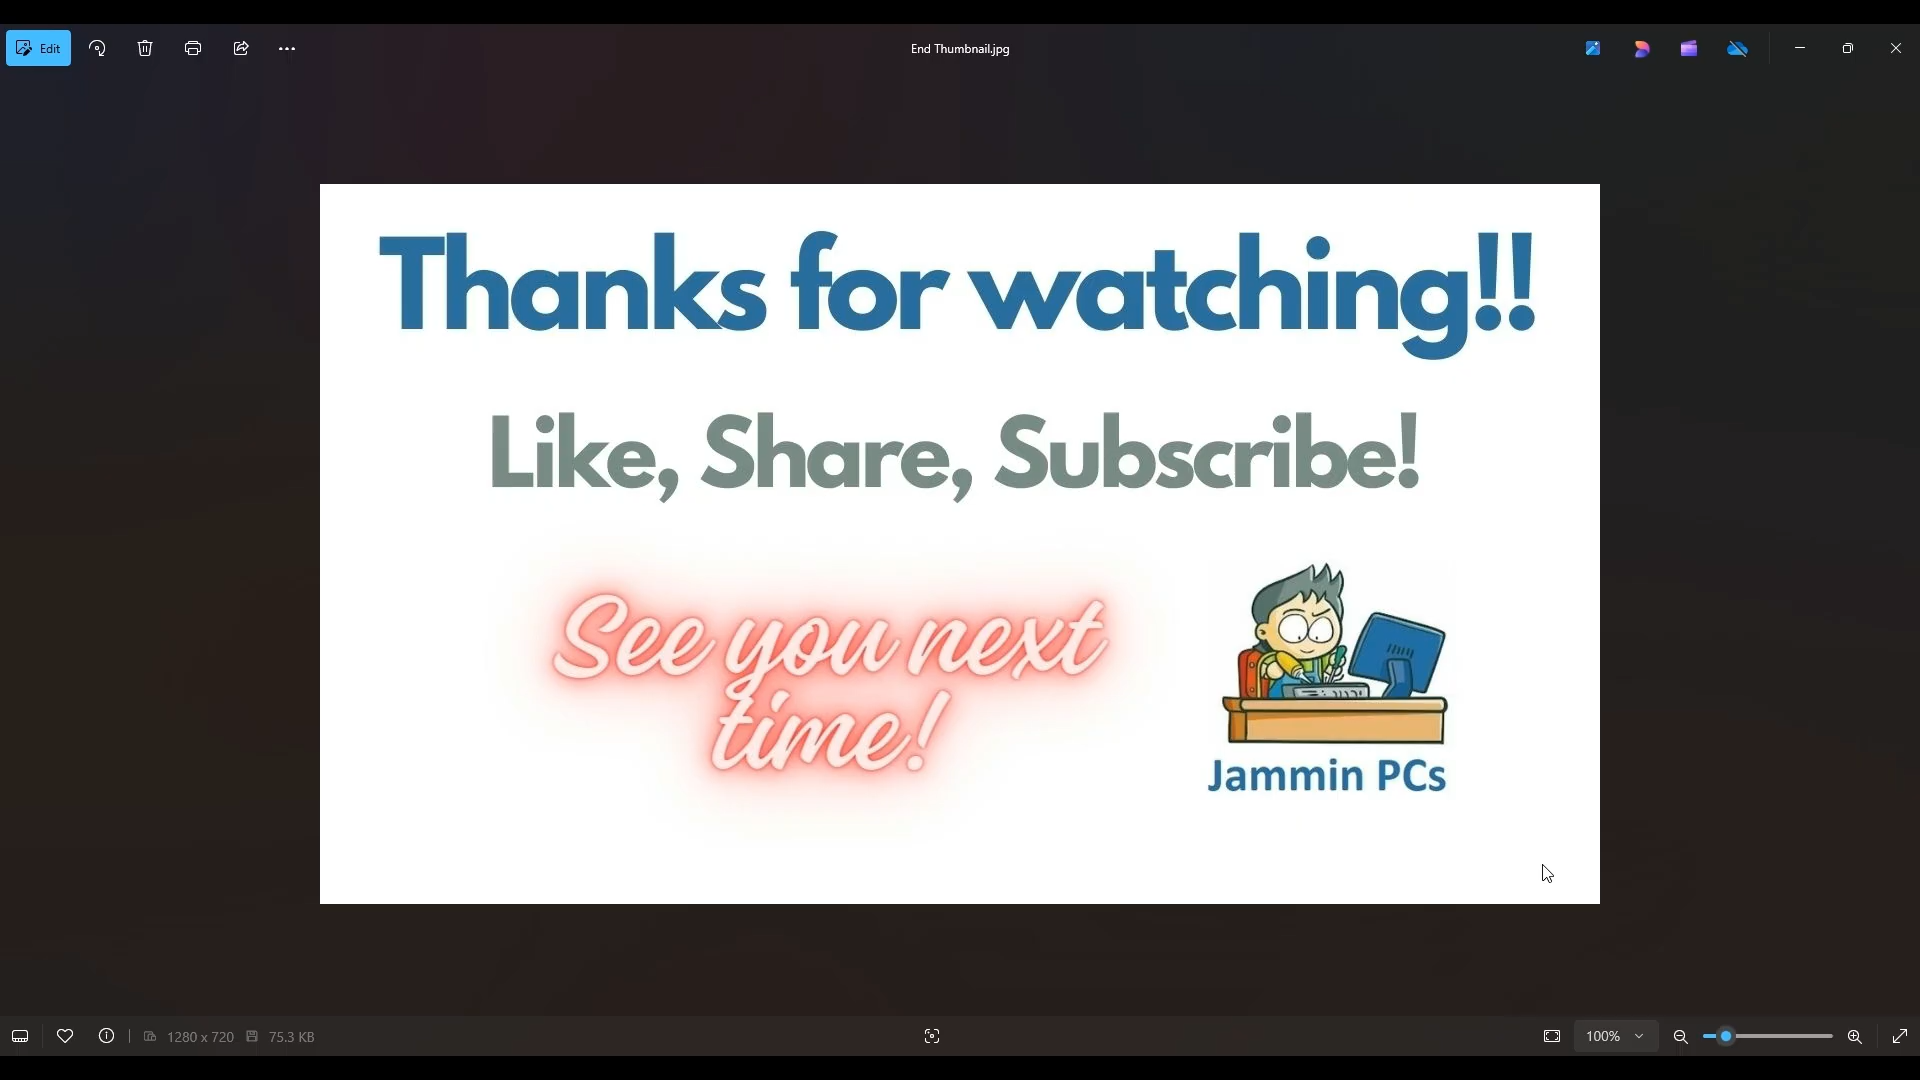 Edit
End Thumbnail.jpg
Thanks for watching!!
Like, Share, Subscribe!
See you next
time!
Jammin PCs
1280 x 720
75.3 KB
100%